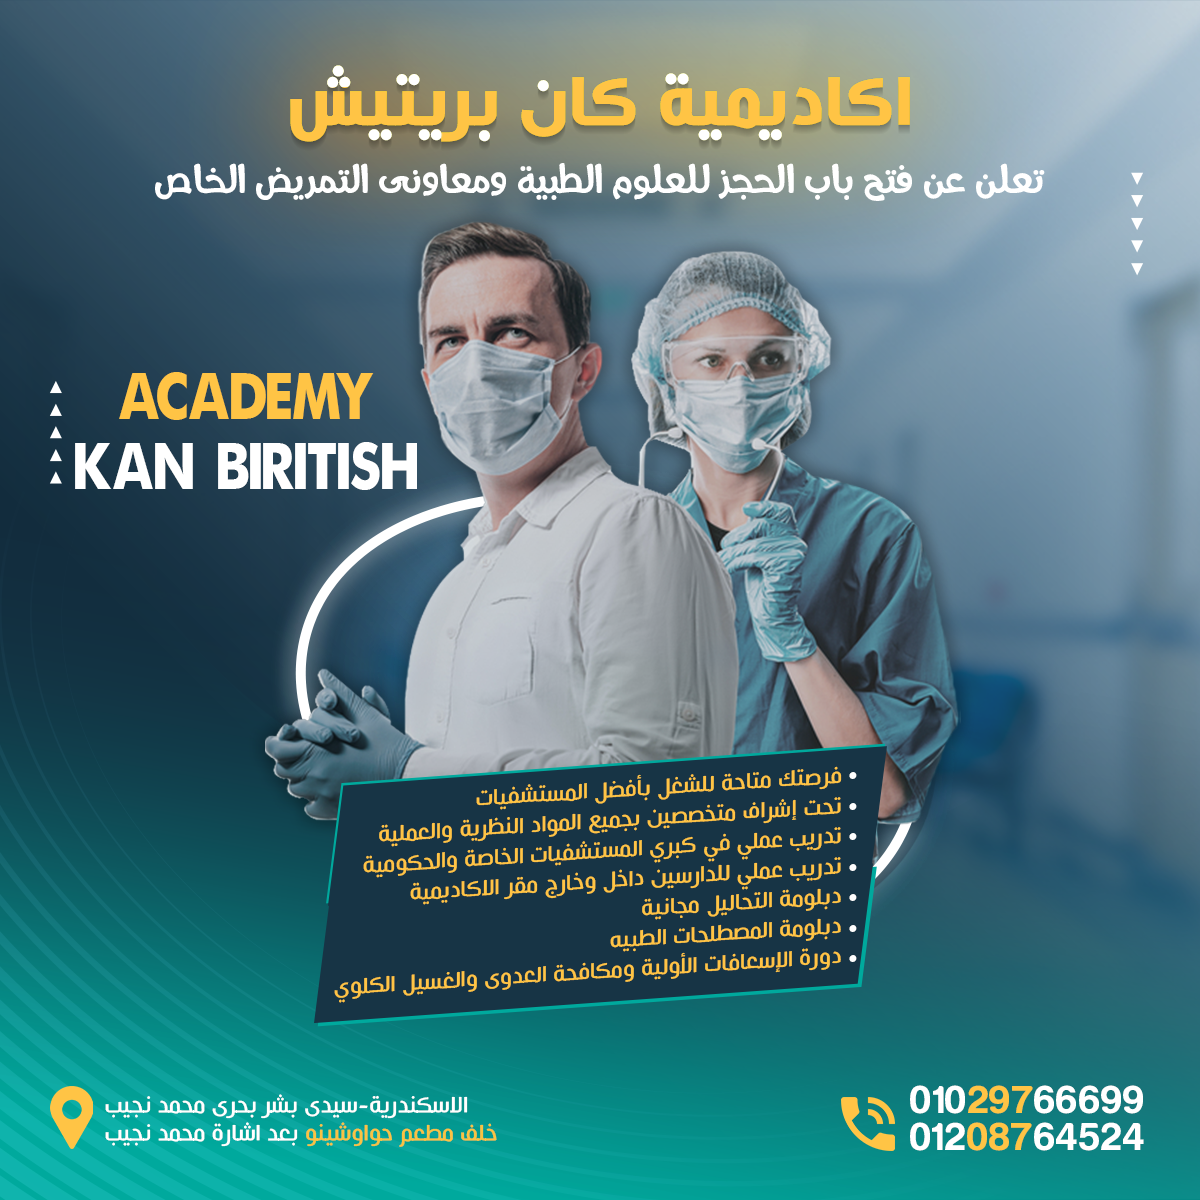 اكاديمية كان بريتيش
تعلن عن فتح باب الحجز للعلوم الطبية ومعاونى التمريض الخاص
ACADEMY
KAN BIRITISH
• فرصتك متاحة للشغل بأفضل المستشفيات
• تحت إشراف متخصصين بجميع المواد النظرية والعملية
• تدريب عملي في كبري المستشفيات الخاصة والحكومية
• تدريب عملي للدارسين داخل وخارج مقر الاكاديمية
• دبلومة التحاليل مجانية
• دبلومة المصطلحات الطبيه
• دورة الإسعافات الأولية ومكافحة العدوى والغسيل الكلوي
الاسكندرية-سيدى بشر بحرى محمد نجيب
خلف مطعم حواوشينو بعد اشارة محمد نجيب
01029766699
01208764524